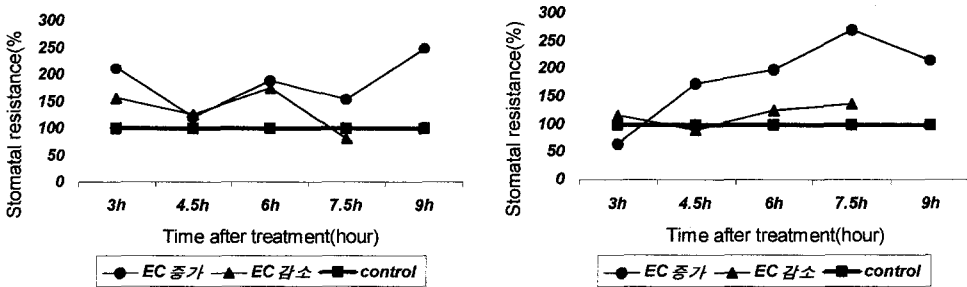 Stomatal resistance(%
300
250
200
150
100
50
0
3h 4.5h 6h 7.5h 9h
Time after treatment(hour)
EC 증가 EC 감소 control
Stomatal resistance(%)
300
250
200
150
100
50
0
3h 4.5h 6h 7.5h 9h
Time after treatment(hour)
EC 증가 EC 감소 control